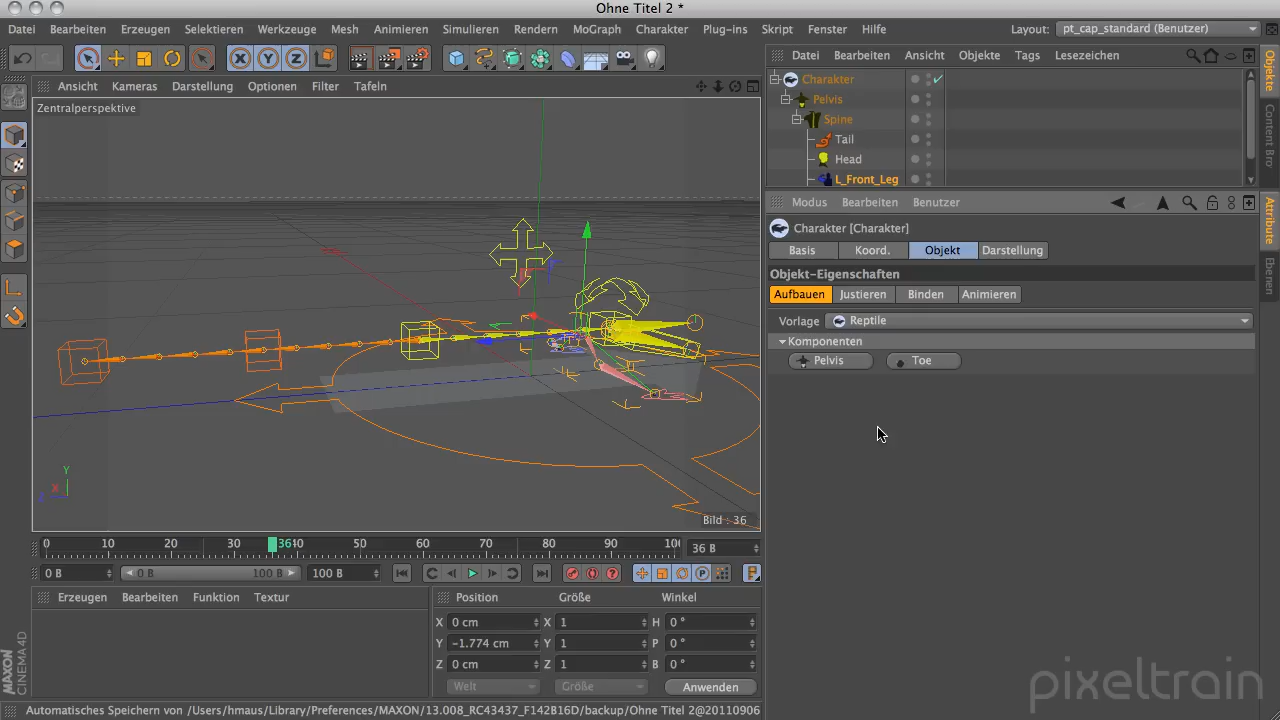 Ohne Titel 2 *
Datei Bearbeiten Erzeugen Selektieren Werkzeuge Mesh Animieren Simulieren Rendern MoGraph Charakter Plug-ins Skript Fenster Hilfe
Layout: pt_cap_standard (Benutzer)
X Y Z
Datei Bearbeiten Ansicht Objekte Tags Lesezeichen
Objekte
Content Bro
Charakter
Pelvis
Spine
Tail
Head
L_Front_Leg
Ansicht Kameras Darstellung Optionen Filter Tafeln
Zentralperspektive
Y
X
Z
Bild : 36
Modus Bearbeiten Benutzer
Attribute
Ebenen
Charakter [Charakter]
Basis Koord. Objekt Darstellung
Objekt-Eigenschaften
Aufbauen Justieren Binden Animieren
Vorlage Reptile
Komponenten
Pelvis Toe
0 10 20 30 36 40 50 60 70 80 90 10
36 B
0 B 0 B 100 B 100 B
P
Erzeugen Bearbeiten Funktion Textur
Position Größe Winkel
X 0 cm X 1 H 0 °
Y -1.774 cm Y 1 P 0 °
Z 0 cm Z 1 B 0 °
Welt Größe Anwenden
MAXON
CINEMA 4D
Automatisches Speichern von /Users/hmaus/Library/Preferences/MAXON/13.008_RC43437_F142B16D/backup/Ohne Titel 2@20110906
pixeltrain